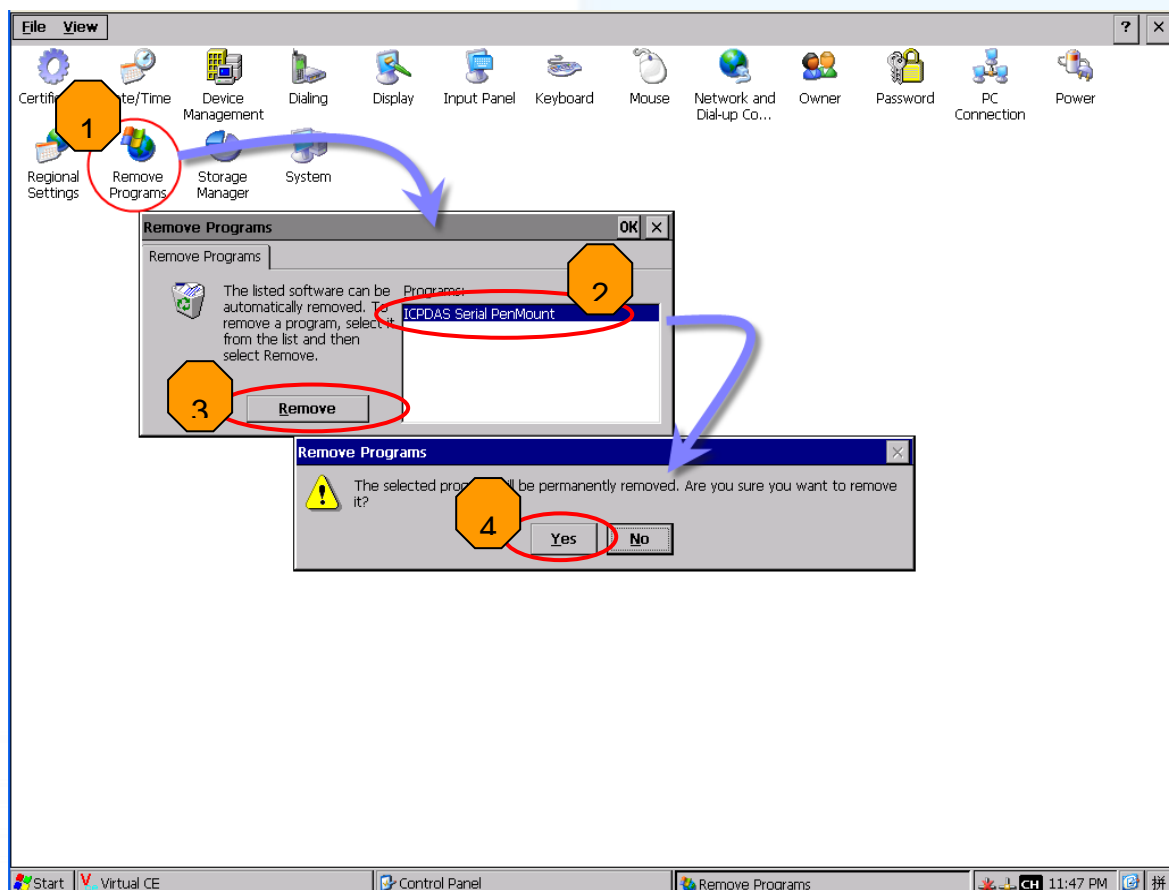 File View
?
Certifi
te/Time
Device
Management
Dialing
Display
Input Panel
Keyboard
Mouse
Network and
Dial-up Co...
Owner
Password
PC
Connection
Power
1
Regional
Settings
Remove
Programs
Storage
Manager
System
Remove Programs
OK
Remove Programs
2
The listed software can be
automatically removed. To
remove a program, select it
from the list and then
select Remove.
Programs:
ICPDAS Serial PenMount
3
Remove
Remove Programs
The selected prog ll be permanently removed. Are you sure you want to remove
it?
4
Yes
No
Start
Virtual CE
Control Panel
Remove Programs
CH
11:47 PM
拼